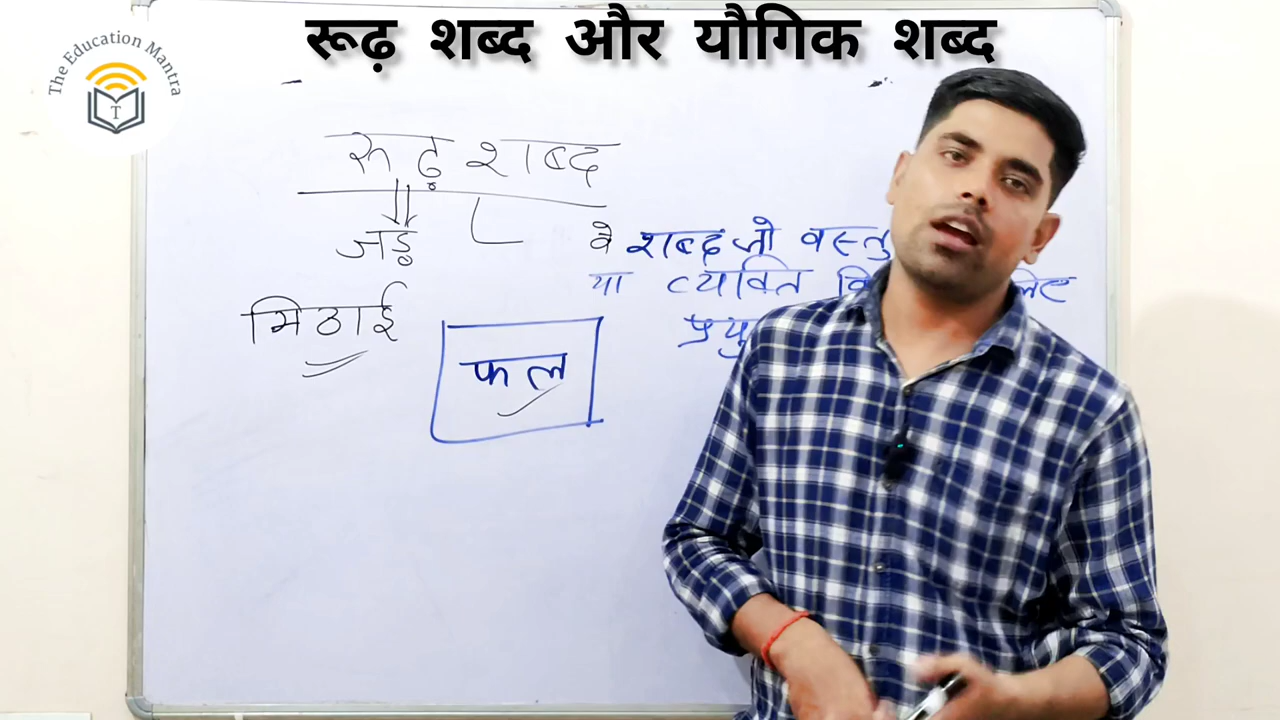 रूढ़ शब्द और यौगिक शब्द
The Education Mantra
T
रूढ़ शब्द
जड़
वे शब्द जो वस्तु
या व्यक्ति
लिए
मिठाई
फल